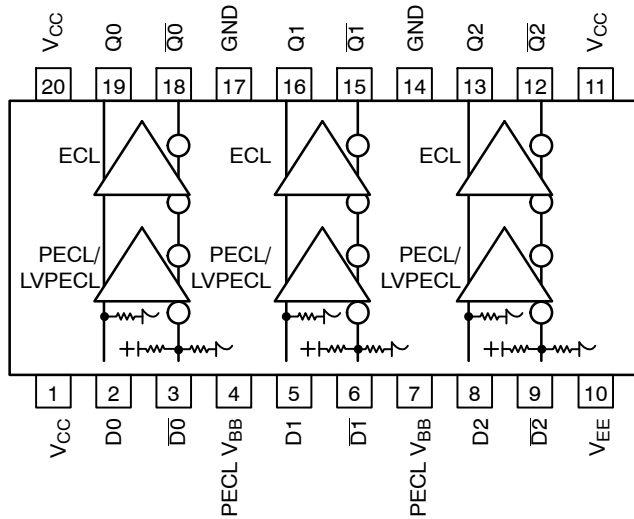 VCC Q0 Q0 GND Q1 Q1 GND Q2 Q2 VCC
20 19 18 17 16 15 14 13 12 11
ECL ECL ECL
PECL/ PECL/ PECL/
LVPECL LVPECL LVPECL
1 2 3 4 5 6 7 8 9 10
VCC D0 D0 PECL VBB D1 D1 PECL VBB D2 D2 VEE